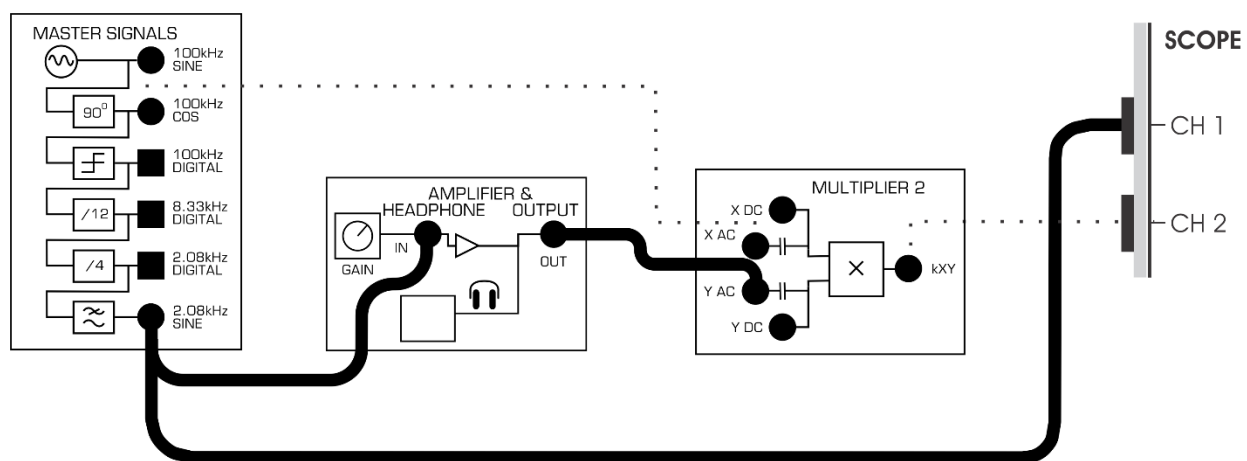 MASTER SIGNALS
100kHz
SINE
90°
100kHz
COS
100kHz
DIGITAL
/12
8.33kHz
DIGITAL
/4
2.08kHz
DIGITAL
2.08kHz
SINE
AMPLIFIER &
HEADPHONE OUTPUT
GAIN
IN
OUT
MULTIPLIER 2
X DC
X AC
Y AC
Y DC
×
kXY
SCOPE
CH 1
CH 2